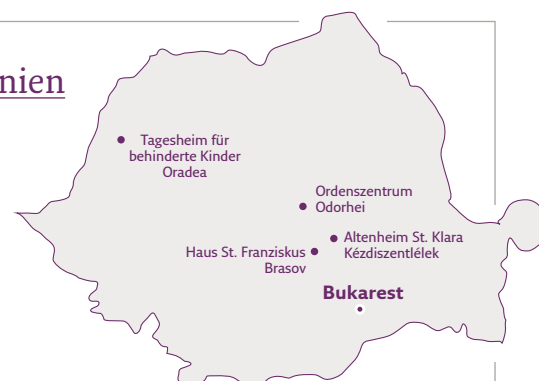 nien
Tagesheim für
behinderte Kinder
Oradea
Ordenszentrum
Odorhei
Altenheim St. Klara
Kézdiszentlélek
Haus St. Franziskus
Brasov
Bukarest